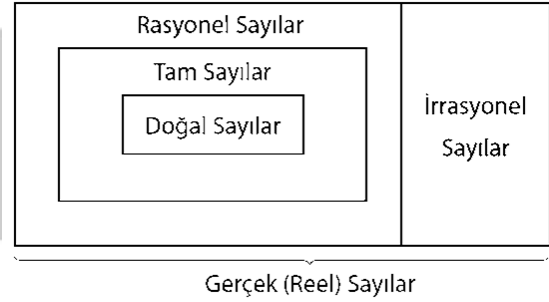 Rasyonel Sayılar
Tam Sayılar
Doğal Sayılar
İrrasyonel
Sayılar
Gerçek (Reel) Sayılar